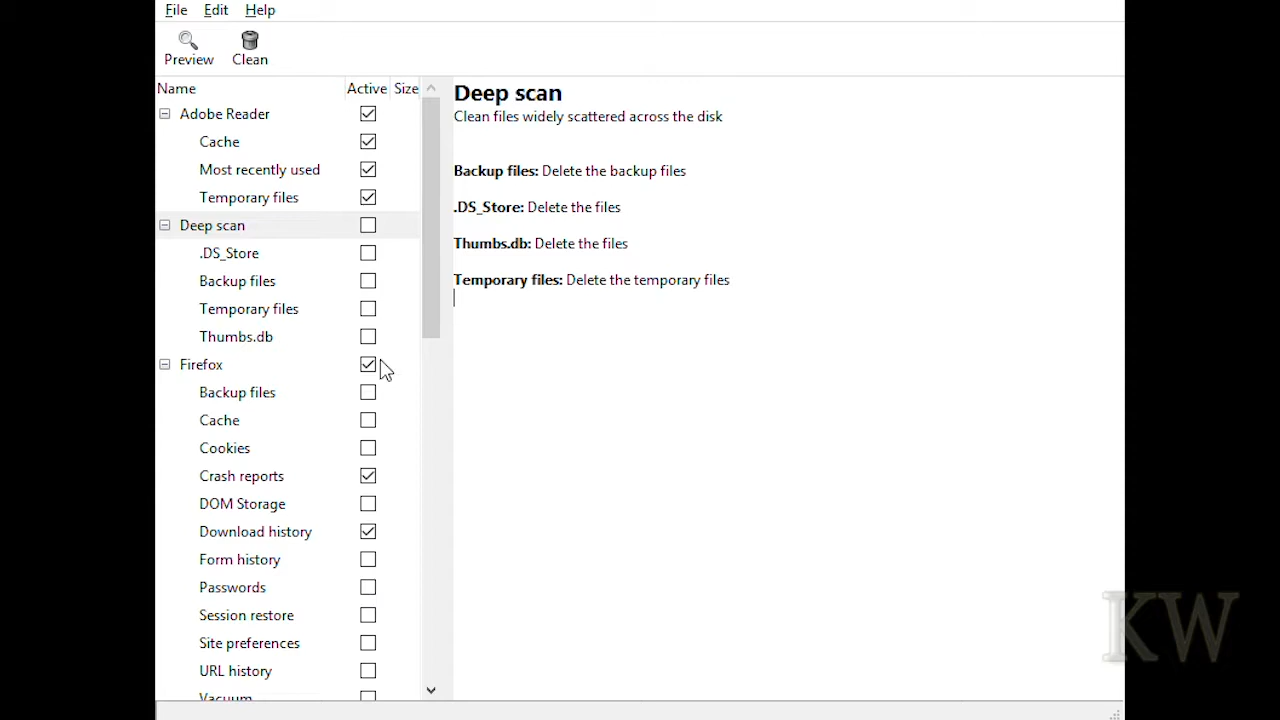 File Edit Help
Preview Clean
Name Active Size
Adobe Reader
Cache
Most recently used
Temporary files
Deep scan
.DS_Store
Backup files
Temporary files
Thumbs.db
Firefox
Backup files
Cache
Cookies
Crash reports
DOM Storage
Download history
Form history
Passwords
Session restore
Site preferences
URL history
Vacuum
Deep scan
Clean files widely scattered across the disk
Backup files: Delete the backup files
.DS_Store: Delete the files
Thumbs.db: Delete the files
Temporary files: Delete the temporary files
KW